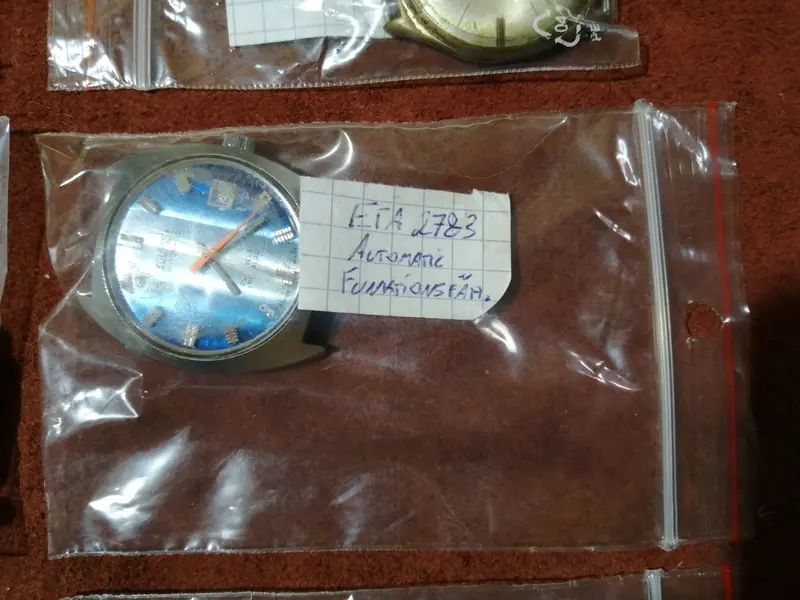 ETA 2783
AUTOMATIC
FUNKTIONSFÄH.